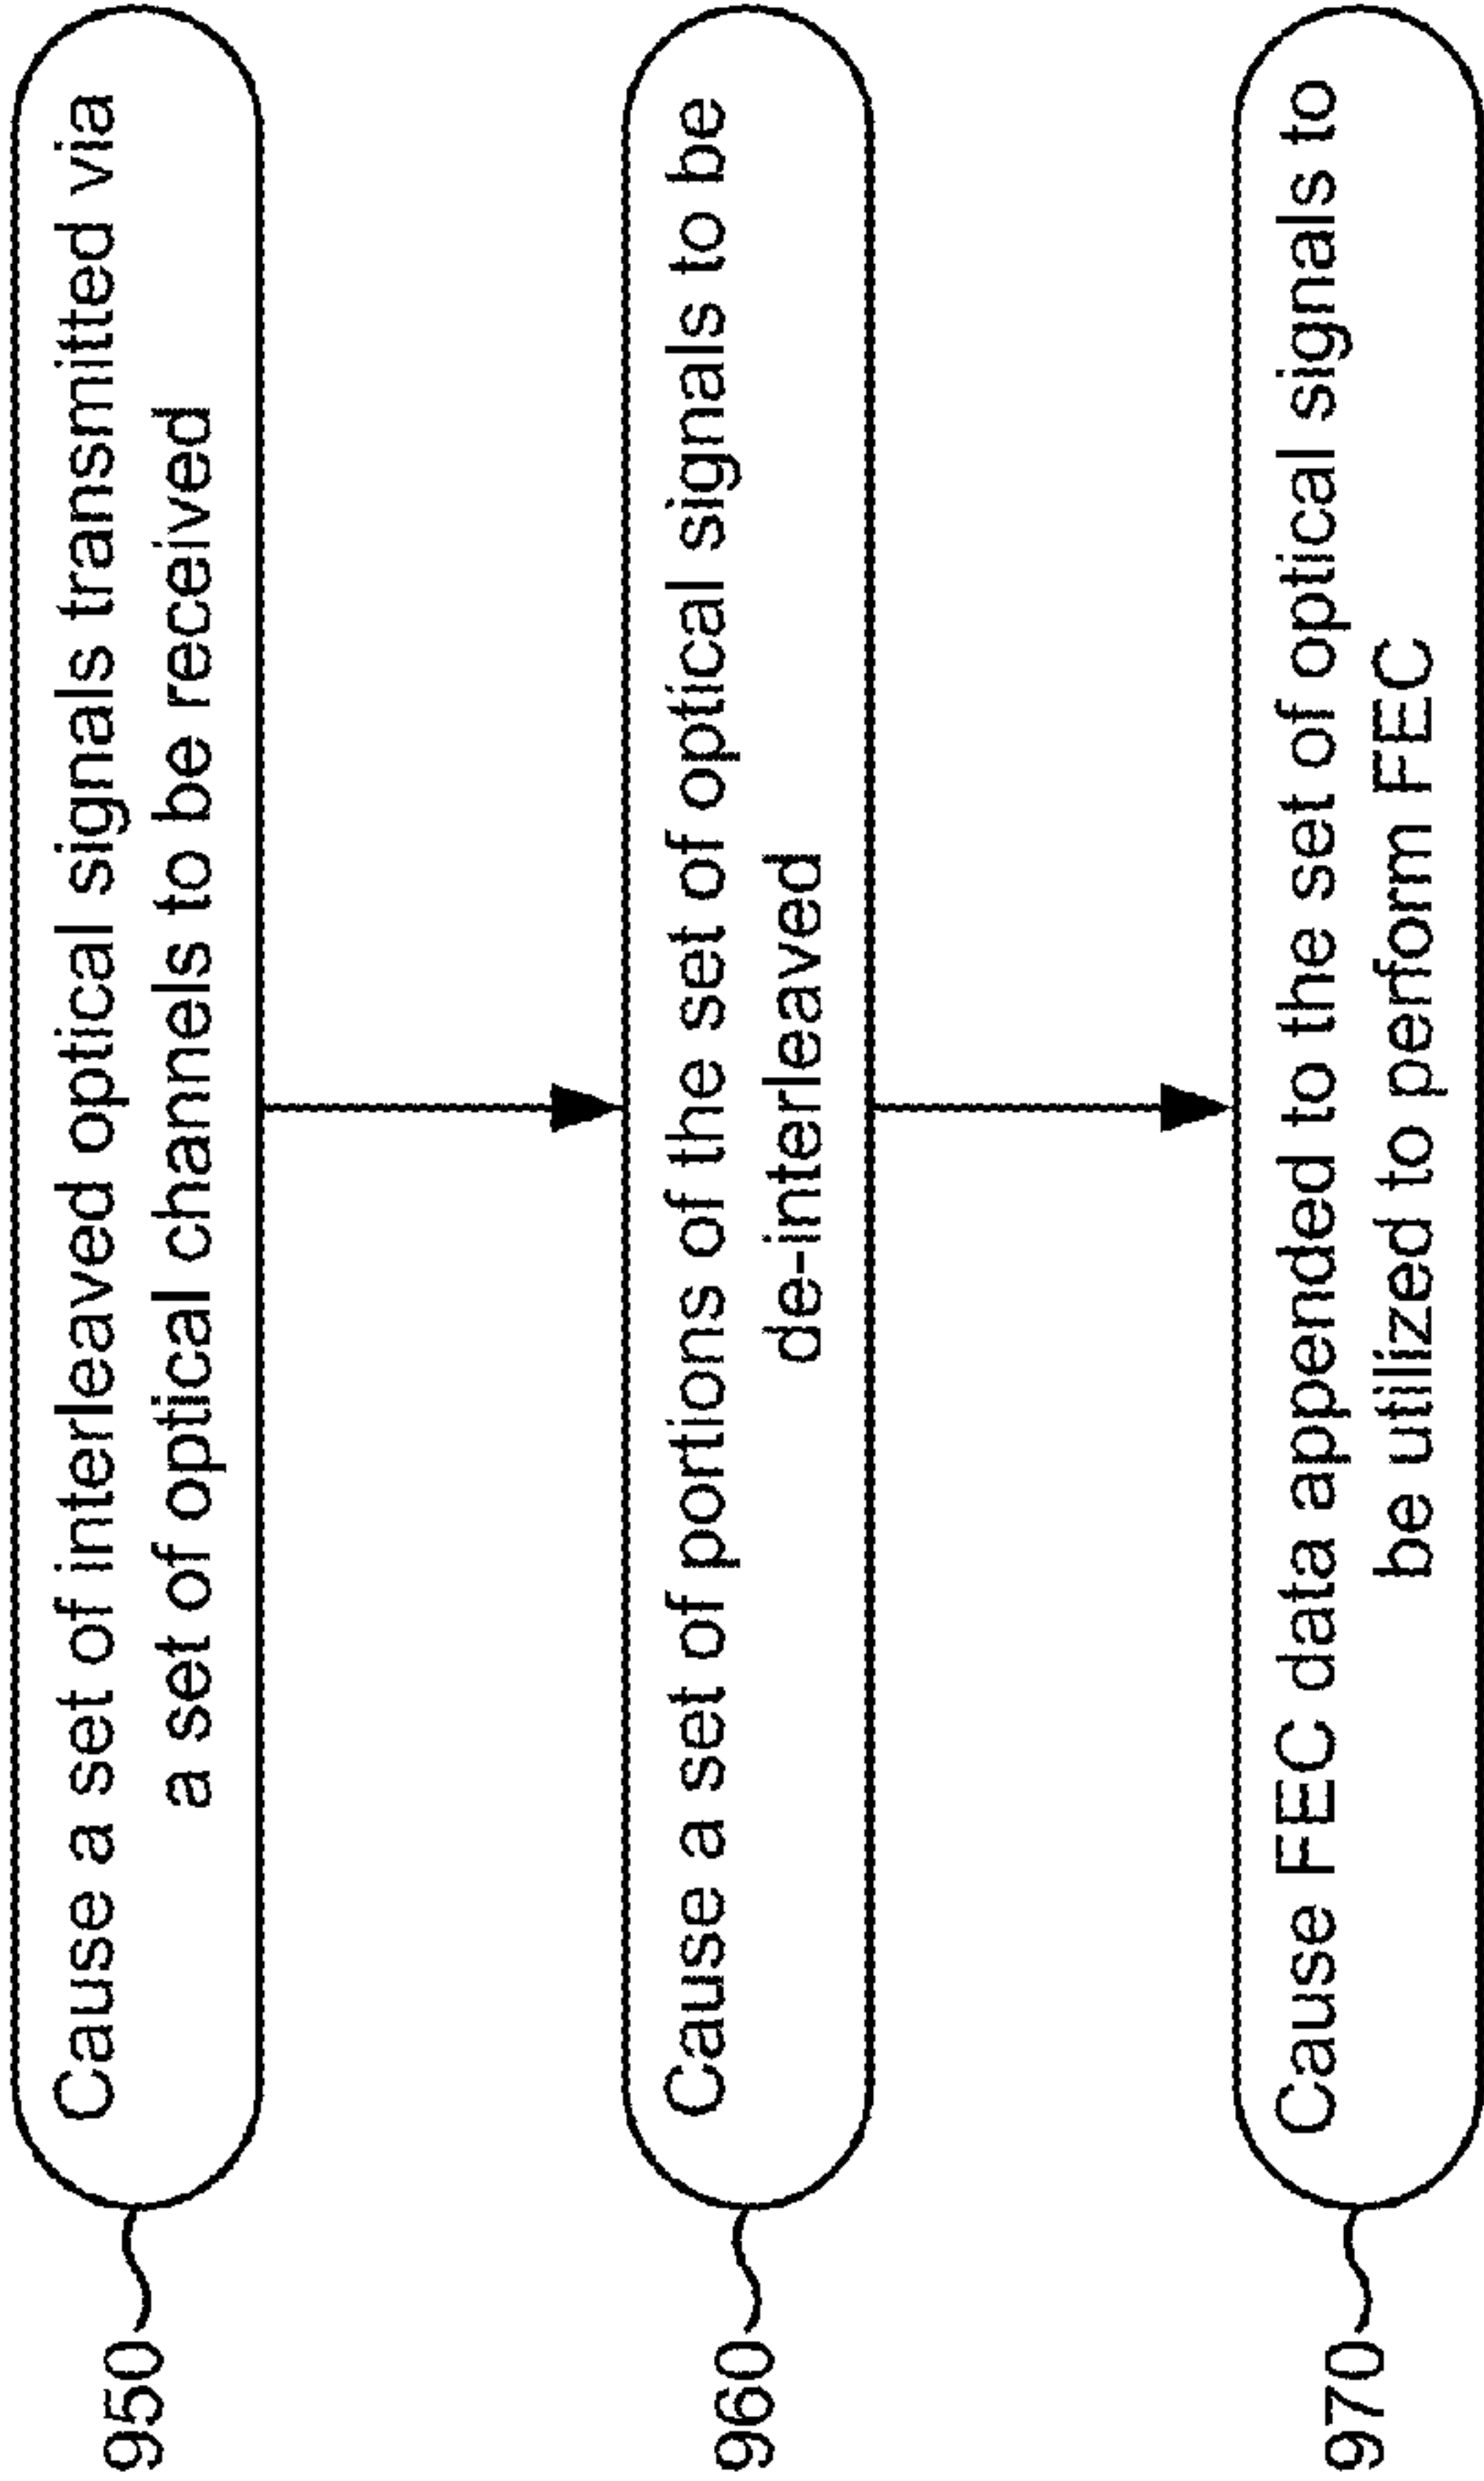 950
Cause a set of interleaved optical signals transmitted via
a set of optical channels to be received
960
Cause a set of portions of the set of optical signals to be
de-interleaved
970
Cause FEC data appended to the set of optical signals to
be utilized to perform FEC